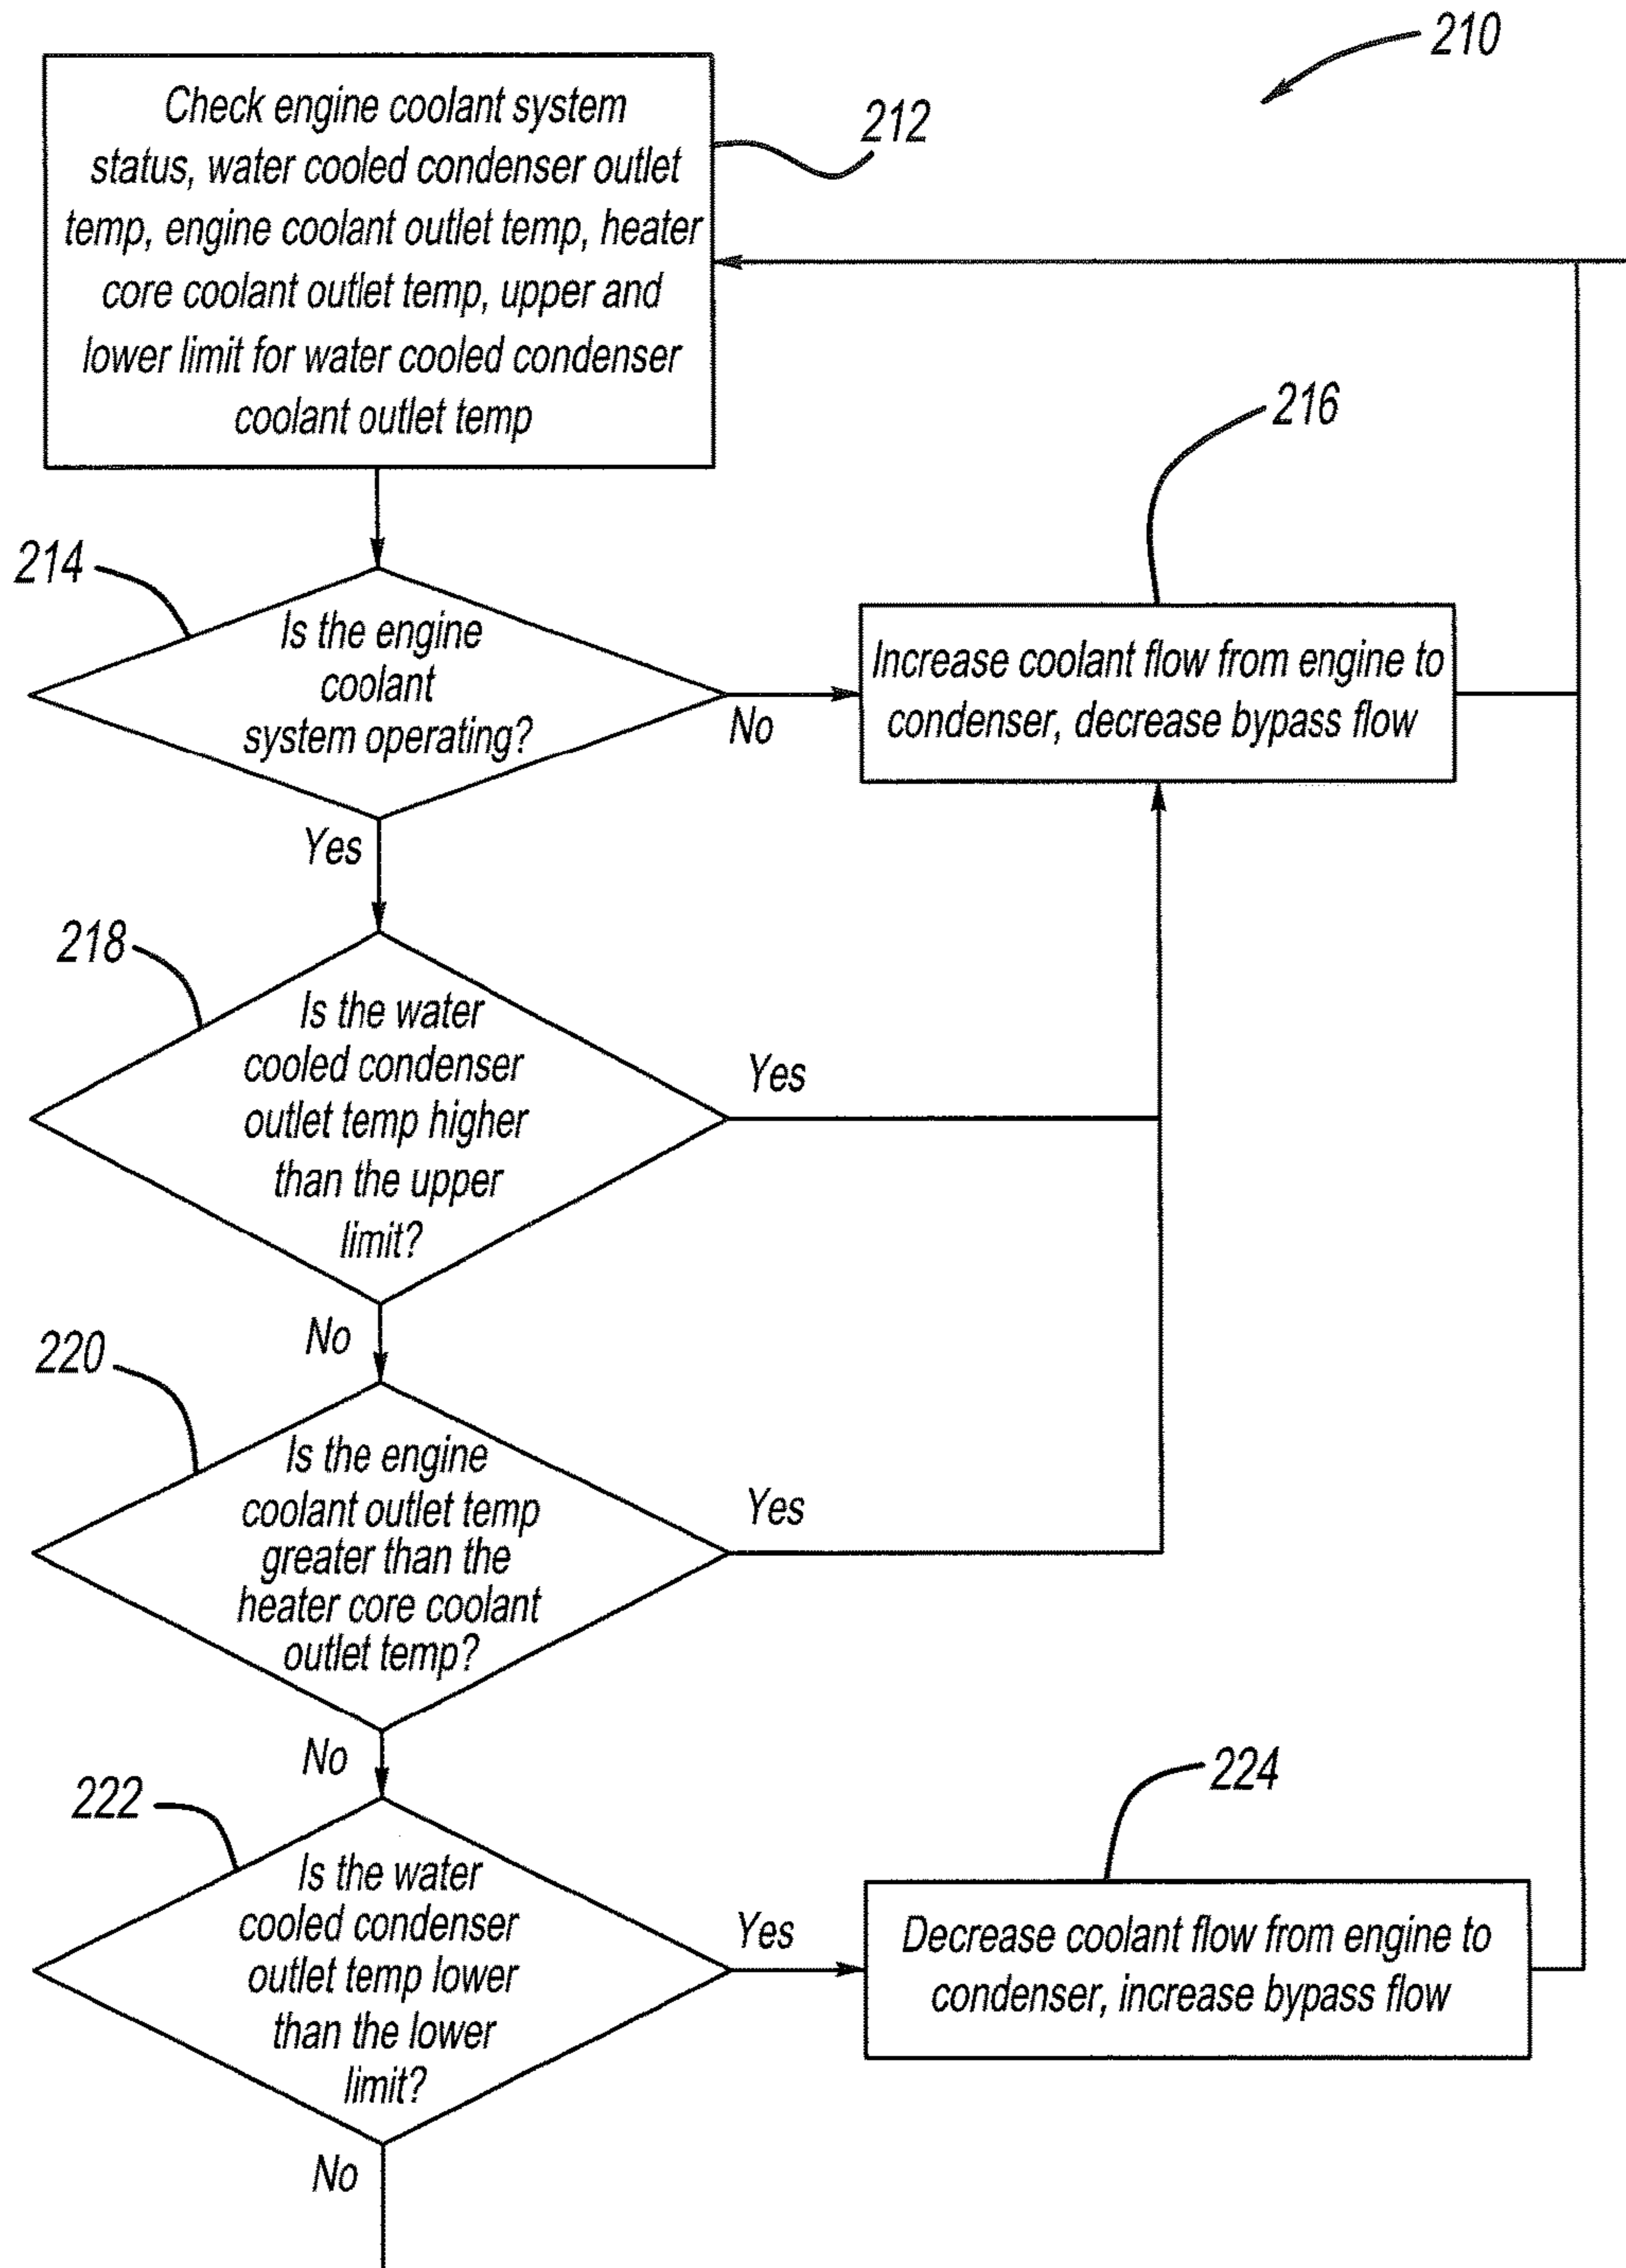 210
Check engine coolant system
status, water cooled condenser outlet
temp, engine coolant outlet temp, heater
core coolant outlet temp, upper and
lower limit for water cooled condenser
coolant outlet temp
212
214
Is the engine
coolant
system operating?
No
216
Increase coolant flow from engine to
condenser, decrease bypass flow
Yes
218
Is the water
cooled condenser
outlet temp higher
than the upper
limit?
Yes
No
220
Is the engine
coolant outlet temp
greater than the
heater core coolant
outlet temp?
Yes
No
222
Is the water
cooled condenser
outlet temp lower
than the lower
limit?
Yes
224
Decrease coolant flow from engine to
condenser, increase bypass flow
No